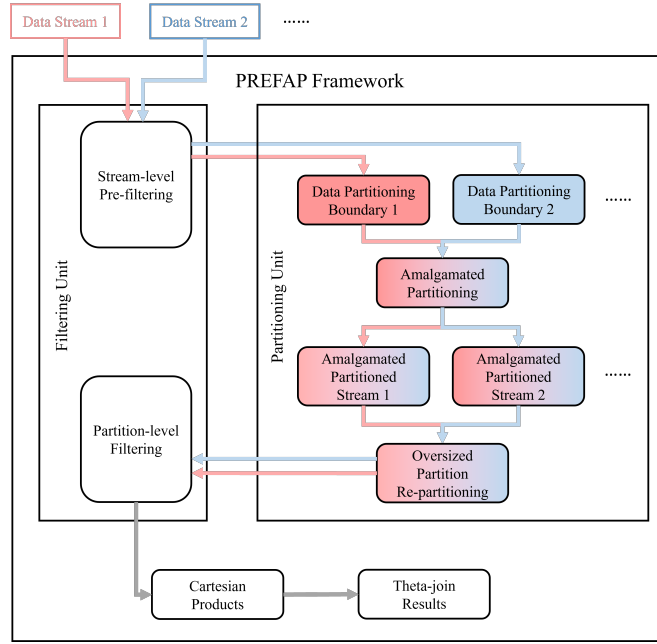 Data Stream 1
Data Stream 2
......
PREFAP Framework
Filtering Unit
Stream-level
Pre-filtering
Partition-level
Filtering
Partitioning Unit
Data Partitioning
Boundary 1
Data Partitioning
Boundary 2
......
Amalgamated
Partitioning
Amalgamated
Partitioned
Stream 1
Amalgamated
Partitioned
Stream 2
......
Oversized
Partition
Re-partitioning
Cartesian
Products
Theta-join
Results